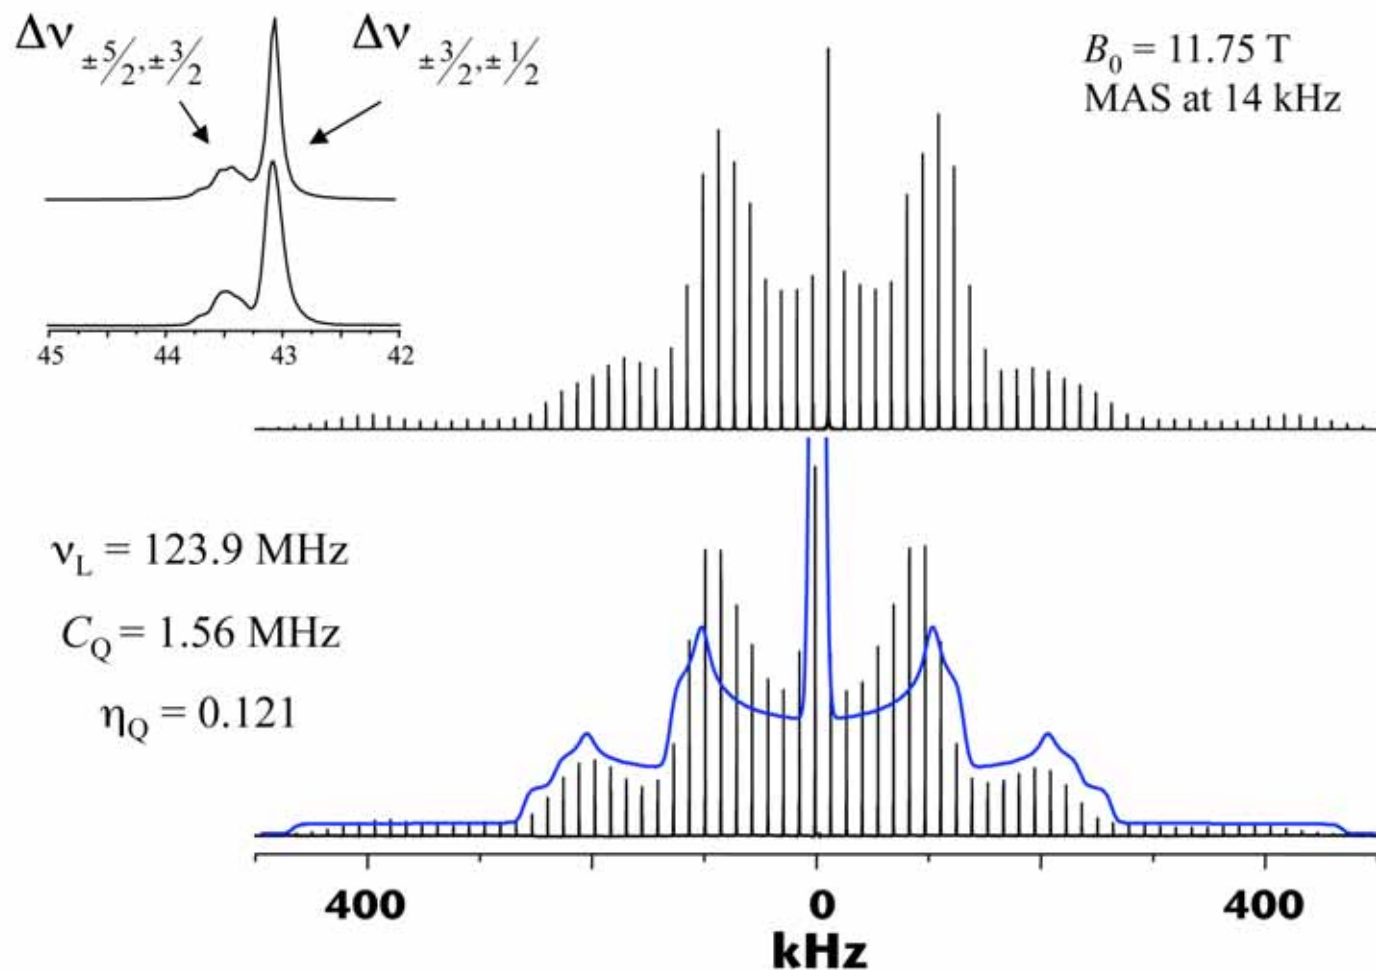 Δν ±5/2,±3/2
Δν ±3/2,±1/2
B0 = 11.75 T
MAS at 14 kHz
45 44 43 42
νL = 123.9 MHz
CQ = 1.56 MHz
ηQ = 0.121
400 0 400
kHz